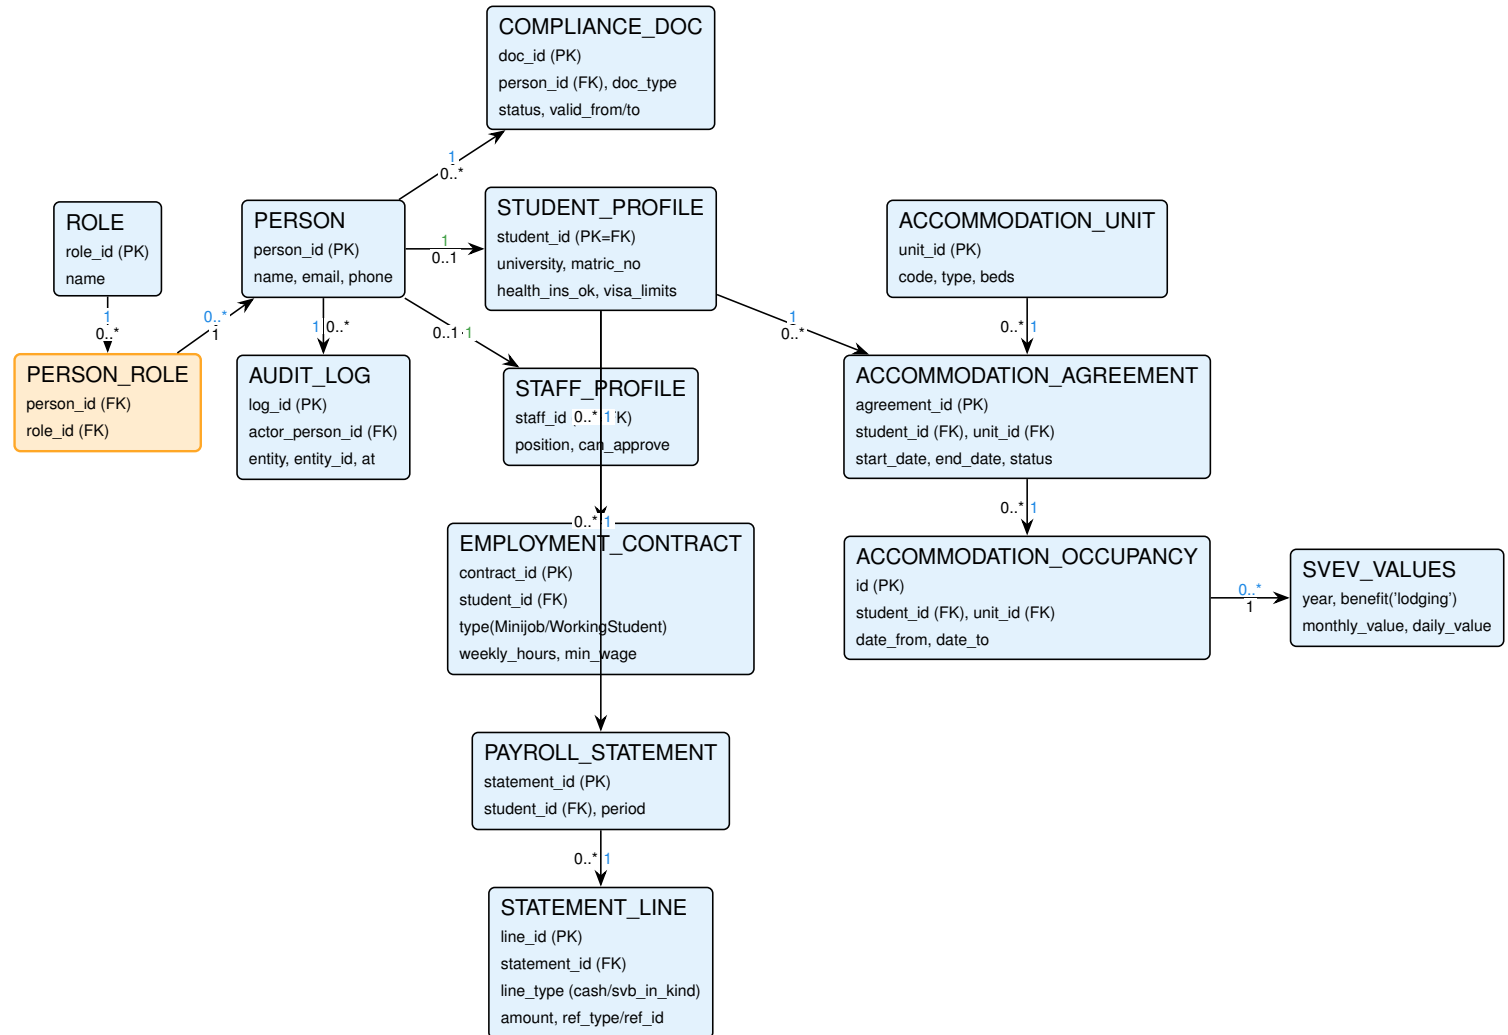 COMPLIANCE_DOC
doc_id (PK)
person_id (FK), doc_type
status, valid_from/to
1
0..*
ROLE
role_id (PK)
name
PERSON
person_id (PK)
name, email, phone
1
0..1
STUDENT_PROFILE
student_id (PK=FK)
university, matric_no
health_ins_ok, visa_limits
ACCOMMODATION_UNIT
unit_id (PK)
code, type, beds
1
0..*
0..*
1
1 0..*
0..1 1
1
0..*
0..* 1
PERSON_ROLE
person_id (FK)
role_id (FK)
AUDIT_LOG
log_id (PK)
actor_person_id (FK)
entity, entity_id, at
STAFF_PROFILE
staff_id K)
0..* 1
position, can_approve
ACCOMMODATION_AGREEMENT
agreement_id (PK)
student_id (FK), unit_id (FK)
start_date, end_date, status
0..* 1
0..* 1
EMPLOYMENT_CONTRACT
contract_id (PK)
student_id (FK)
type(Minijob/WorkingStudent)
weekly_hours, min_wage
ACCOMMODATION_OCCUPANCY
id (PK)
student_id (FK), unit_id (FK)
date_from, date_to
0..*
1
SVEV_VALUES
year, benefit('lodging')
monthly_value, daily_value
PAYROLL_STATEMENT
statement_id (PK)
student_id (FK), period
0..* 1
STATEMENT_LINE
line_id (PK)
statement_id (FK)
line_type (cash/svb_in_kind)
amount, ref_type/ref_id